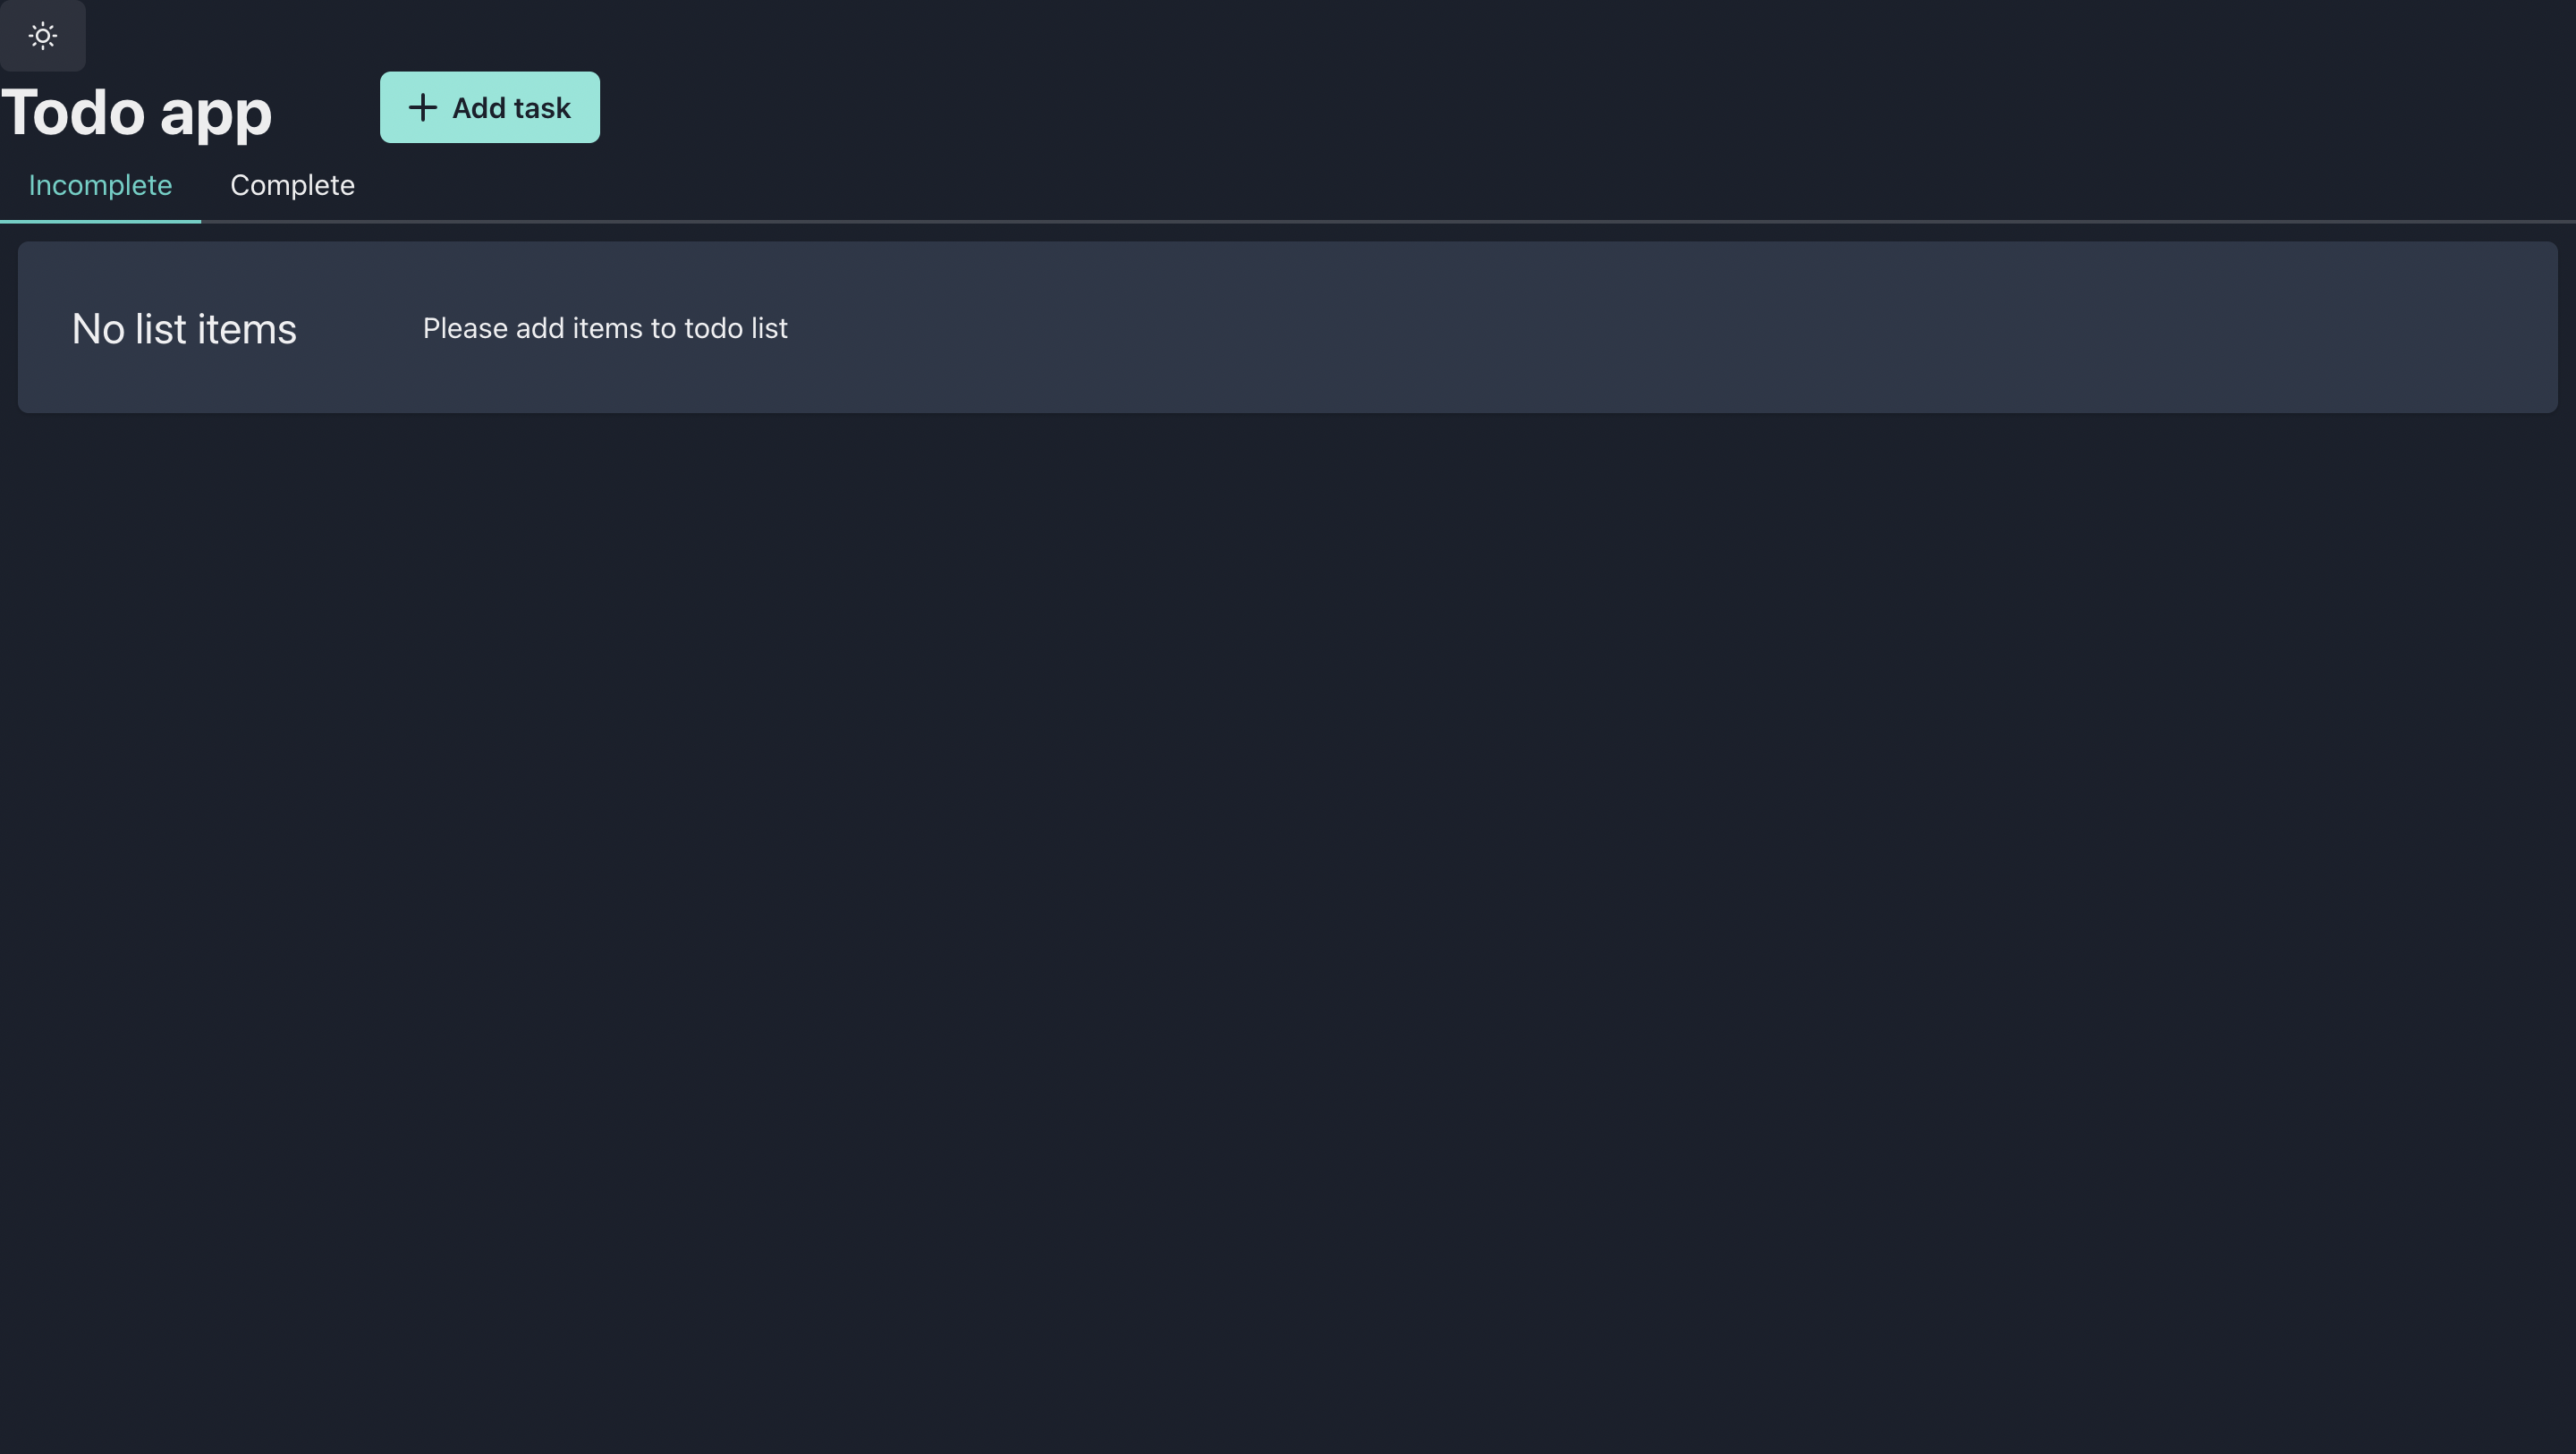 Todo app
Add task
Incomplete
Complete
No list items
Please add items to todo list